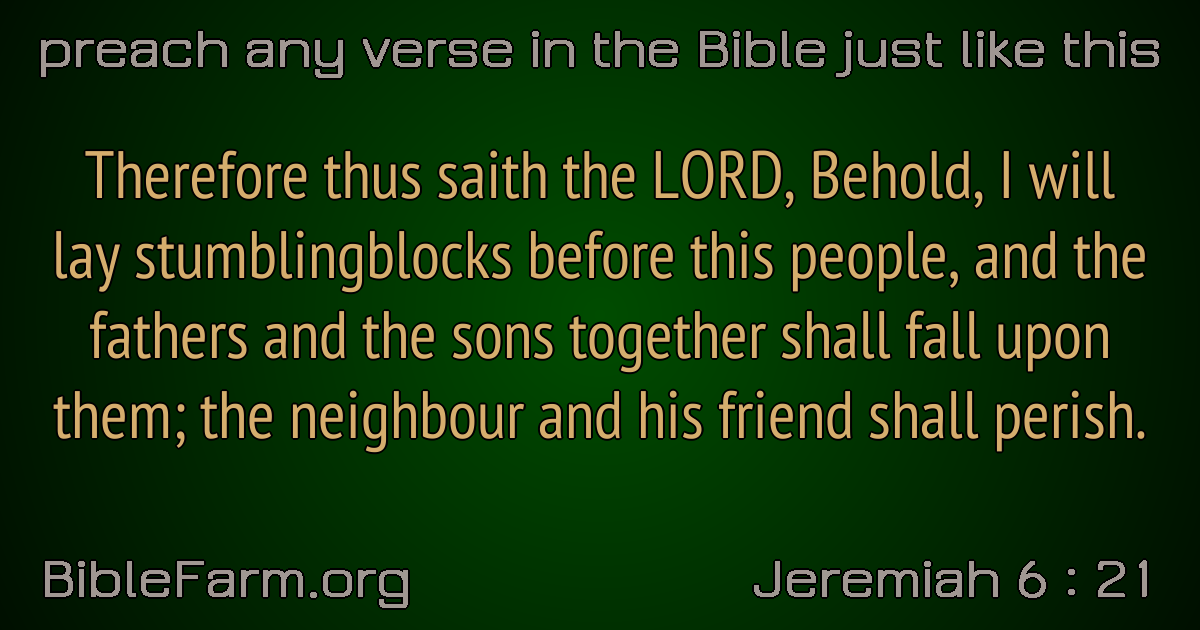 preach any verse in the Bible just like this
Therefore thus saith the LORD, Behold, I will
lay stumblingblocks before this people, and the
fathers and the sons together shall fall upon
them; the neighbour and his friend shall perish.
BibleFarm.org
Jeremiah 6 : 21